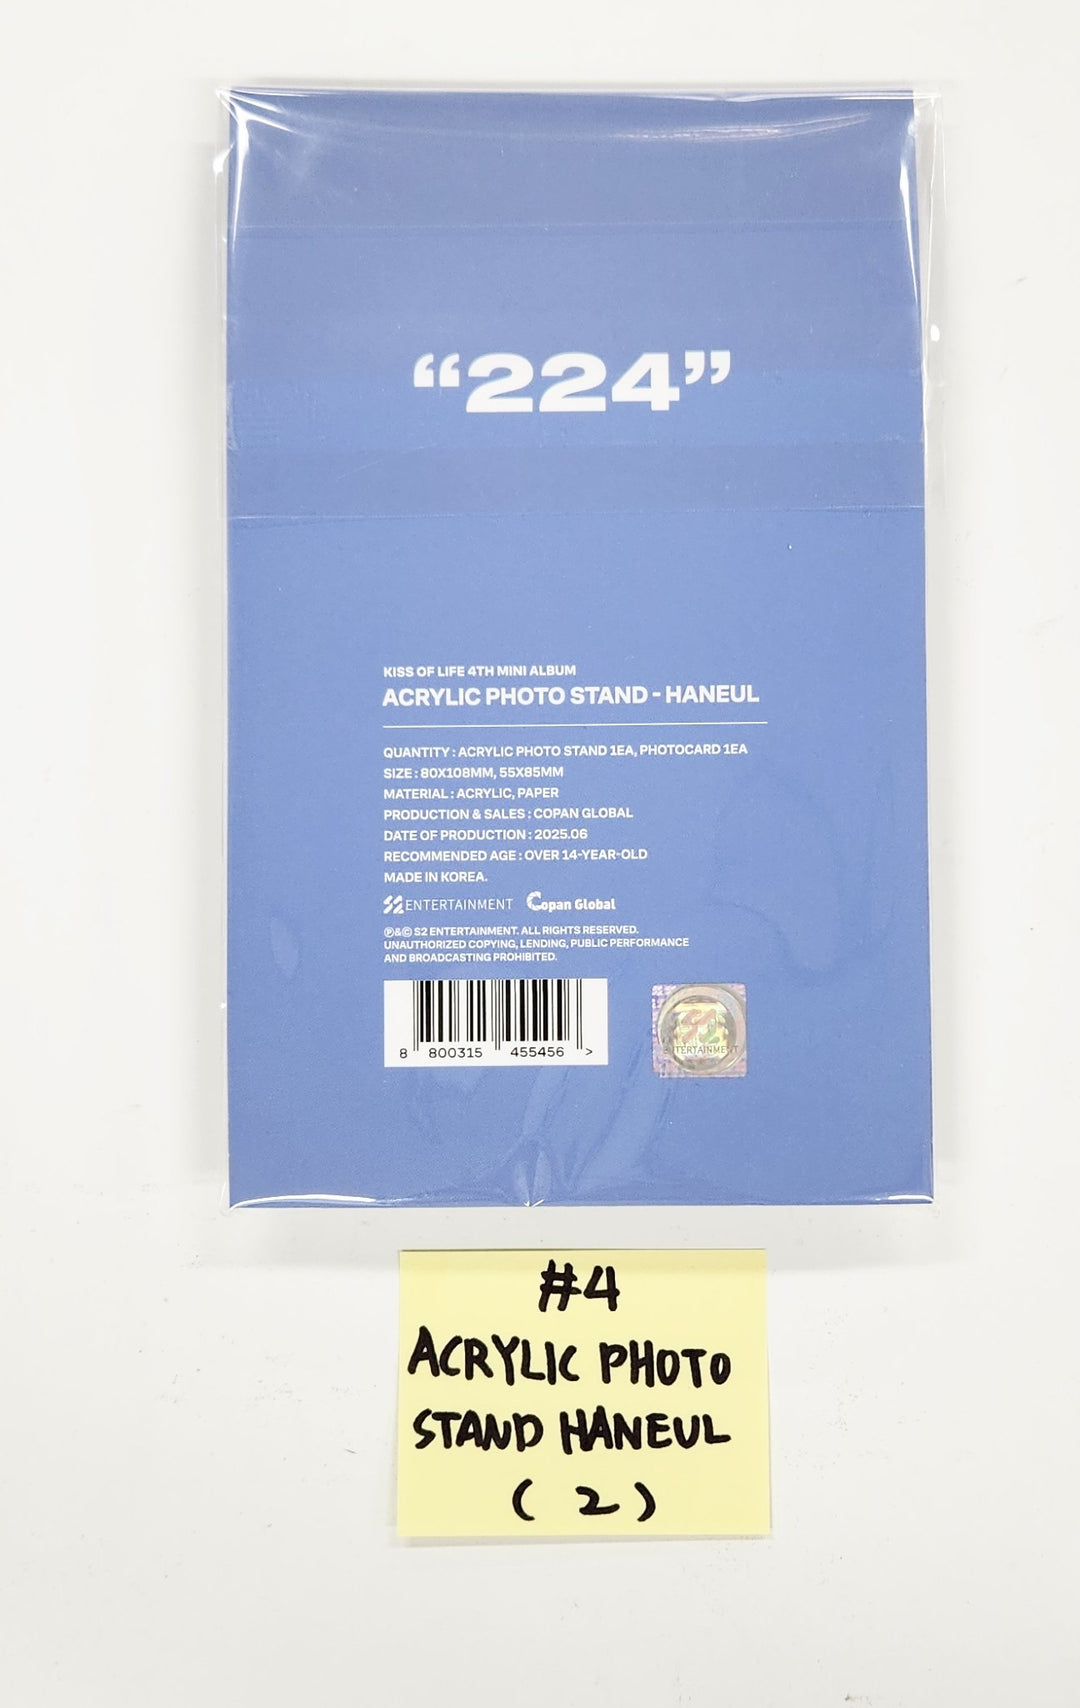 “224”
KISS OF LIFE 4TH MINI ALBUM
ACRYLIC PHOTO STAND - HANEUL
QUANTITY : ACRYLIC PHOTO STAND 1EA, PHOTOCARD 1EA
SIZE : 80X108MM, 55X85MM
MATERIAL : ACRYLIC, PAPER
PRODUCTION & SALES : COPAN GLOBAL
DATE OF PRODUCTION : 2025.06
RECOMMENDED AGE : OVER 14-YEAR-OLD
MADE IN KOREA.
S2 ENTERTAINMENT Copan Global
℗&© S2 ENTERTAINMENT. ALL RIGHTS RESERVED.
UNAUTHORIZED COPYING, LENDING, PUBLIC PERFORMANCE
AND BROADCASTING PROHIBITED.
8 800315 455456 >
S2
ENTERTAINMENT
#4
ACRYLIC PHOTO
STAND HANEUL
( 2 )